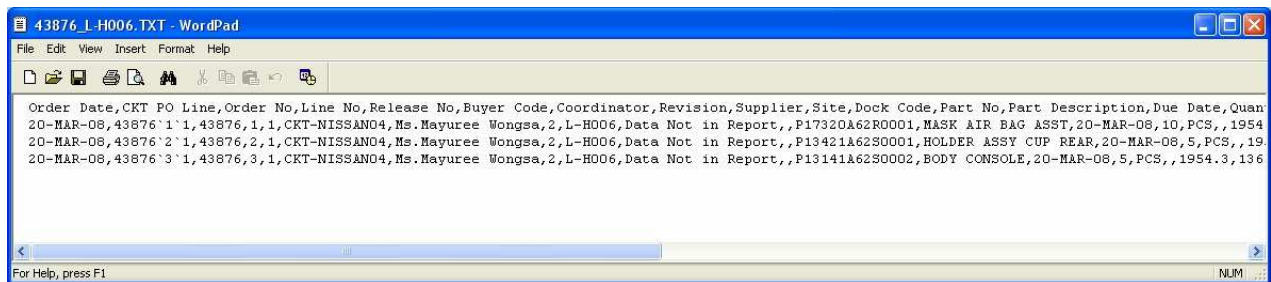 43876_L-H006.TXT - WordPad
File Edit View Insert Format Help
Order Date,CKT PO Line,Order No,Line No,Release No,Buyer Code,Coordinator,Revision,Supplier,Site,Dock Code,Part No,Part Description,Due Date,Quan
20-MAR-08,43876`1`1,43876,1,1,CKT-NISSAN04,Ms.Mayuree Wongsa,2,L-H006,Data Not in Report,,P17320A62R0001,MASK AIR BAG ASST,20-MAR-08,10,PCS,,1954
20-MAR-08,43876`2`1,43876,2,1,CKT-NISSAN04,Ms.Mayuree Wongsa,2,L-H006,Data Not in Report,,P13421A62S0001,HOLDER ASSY CUP REAR,20-MAR-08,5,PCS,,19
20-MAR-08,43876`3`1,43876,3,1,CKT-NISSAN04,Ms.Mayuree Wongsa,2,L-H006,Data Not in Report,,P13141A62S0002,BODY CONSOLE,20-MAR-08,5,PCS,,1954.3,136
For Help, press F1
NUM